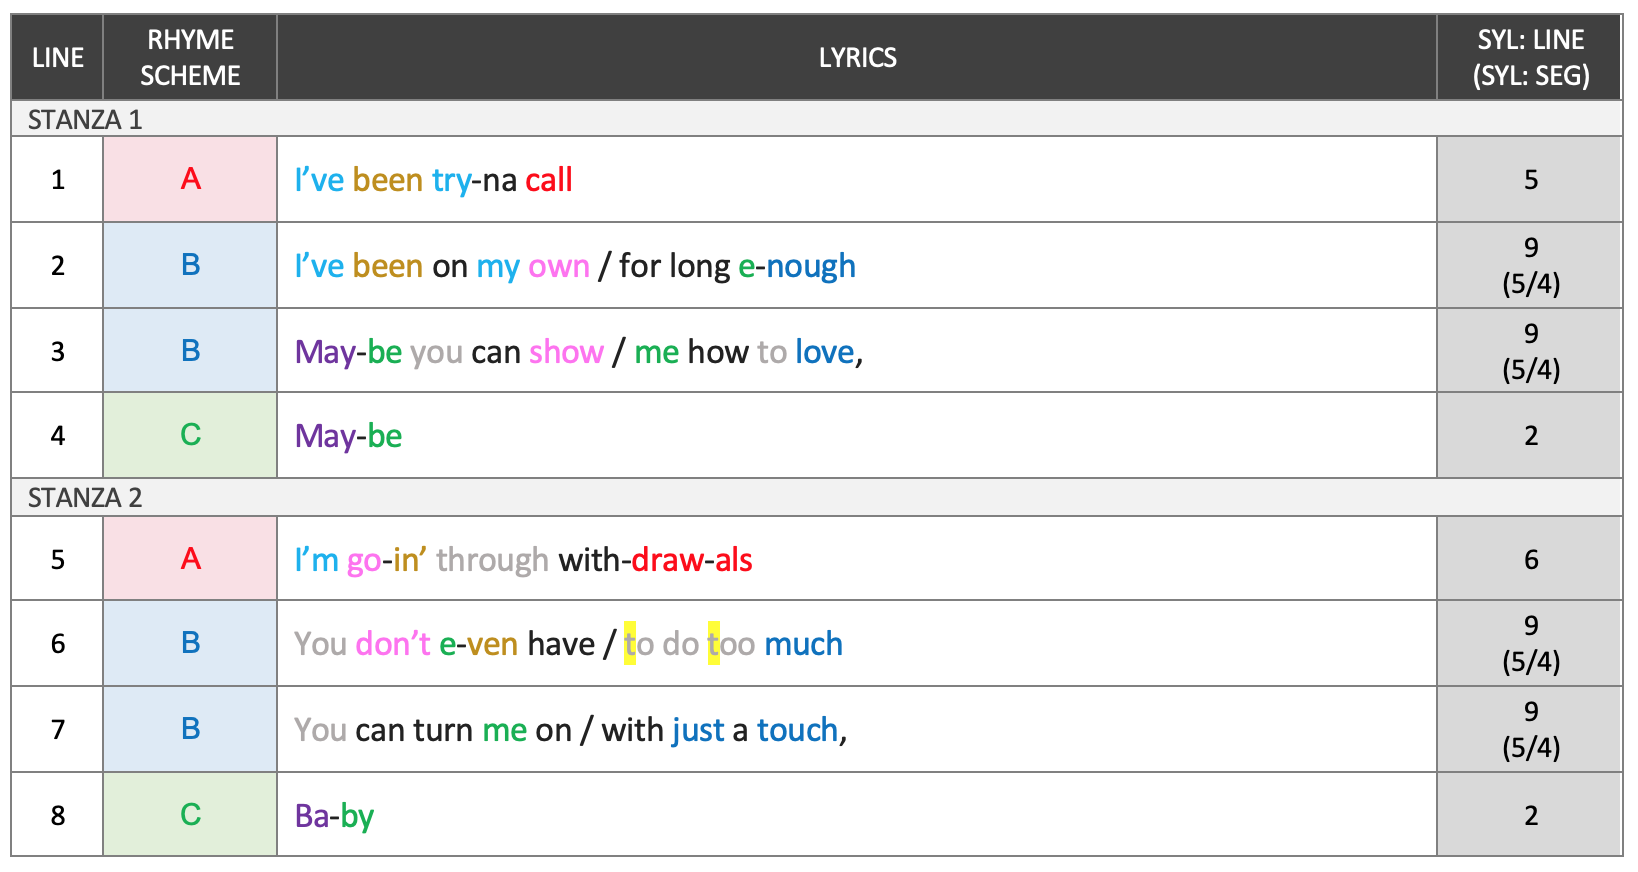 LINE RHYME SCHEME LYRICS SYL: LINE (SYL: SEG)
STANZA 1
1 A I’ve been try-na call 5
2 B I’ve been on my own / for long e-nough 9 (5/4)
3 B May-be you can show / me how to love, 9 (5/4)
4 C May-be 2
STANZA 2
5 A I’m go-in’ through with-draw-als 6
6 B You don’t e-ven have / to do too much 9 (5/4)
7 B You can turn me on / with just a touch, 9 (5/4)
8 C Ba-by 2